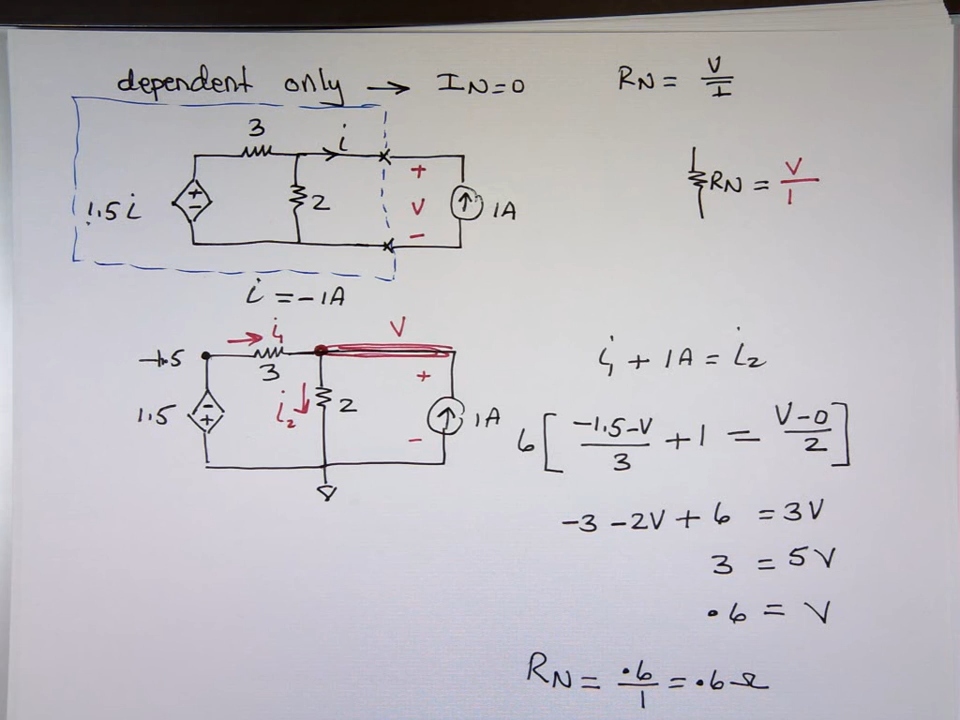 dependent only → IN=0
RN = V/I
3
i
+
1.5i
+
-
2
V
1A
-
RN = V/1
i = -1A
i1
V
-1.5
3
+
i1 + 1A = i2
1.5
-
+
i2
2
1A
-
6[ (-1.5-V)/3 + 1 = (V-0)/2 ]
-3 -2V + 6 = 3V
3 = 5V
.6 = V
RN = .6/1 = .6Ω